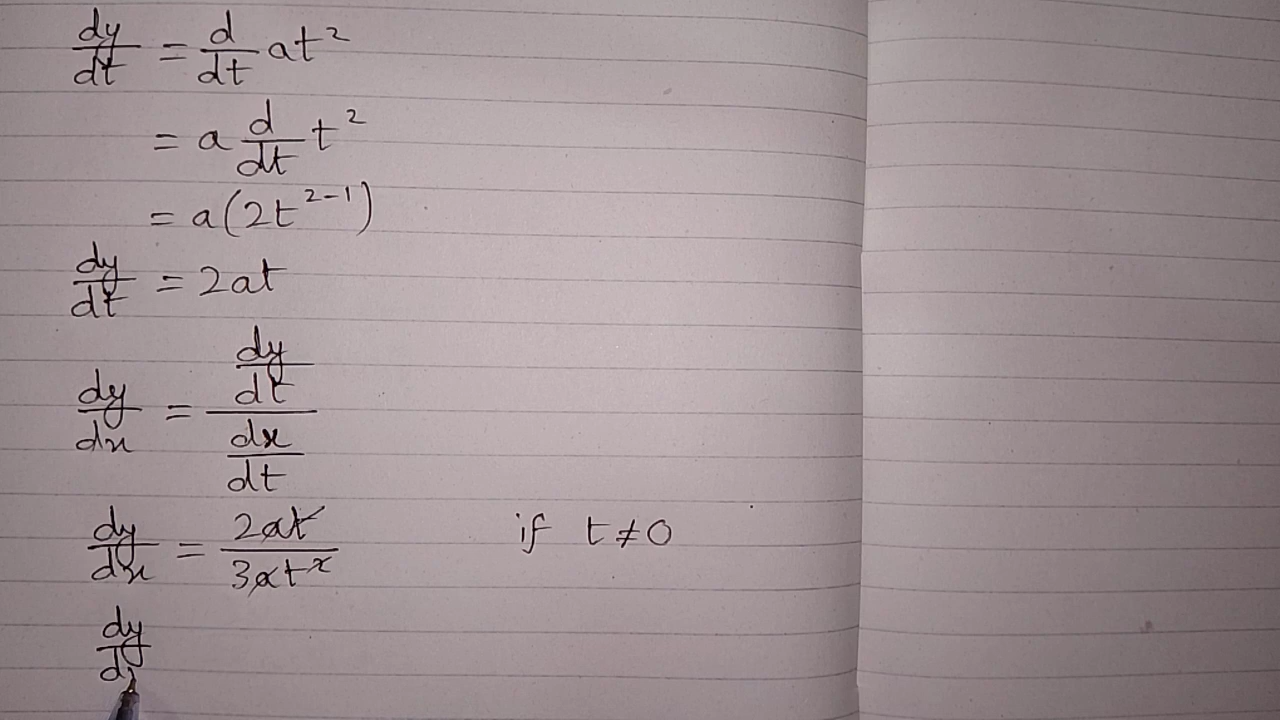 dy/dt = d/dt at²
= a d/dt t²
= a(2t²⁻¹)
dy/dt = 2at
dy/dx = (dy/dt)/(dx/dt)
dy/dx = 2at/3at² if t ≠ 0
dy/d